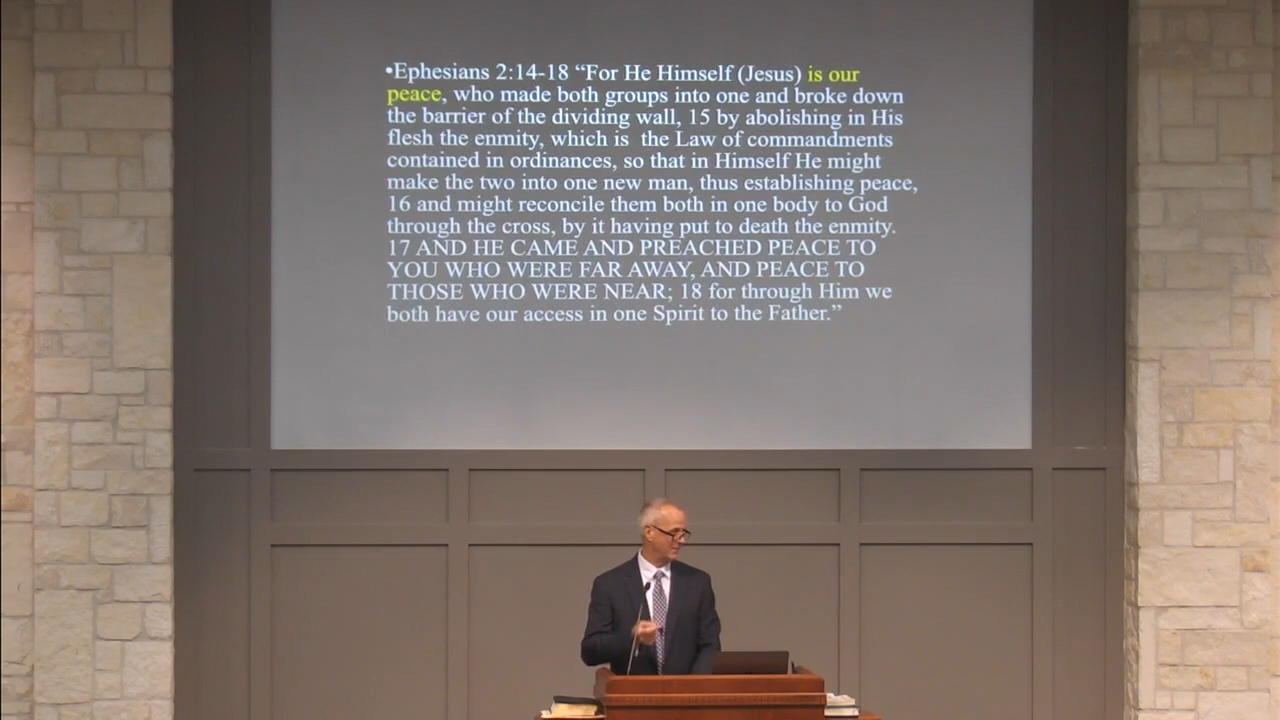 •Ephesians 2:14-18 “For He Himself (Jesus) is our
peace, who made both groups into one and broke down
the barrier of the dividing wall, 15 by abolishing in His
flesh the enmity, which is  the Law of commandments
contained in ordinances, so that in Himself He might
make the two into one new man, thus establishing peace,
16 and might reconcile them both in one body to God
through the cross, by it having put to death the enmity.
17 AND HE CAME AND PREACHED PEACE TO
YOU WHO WERE FAR AWAY, AND PEACE TO
THOSE WHO WERE NEAR; 18 for through Him we
both have our access in one Spirit to the Father.”